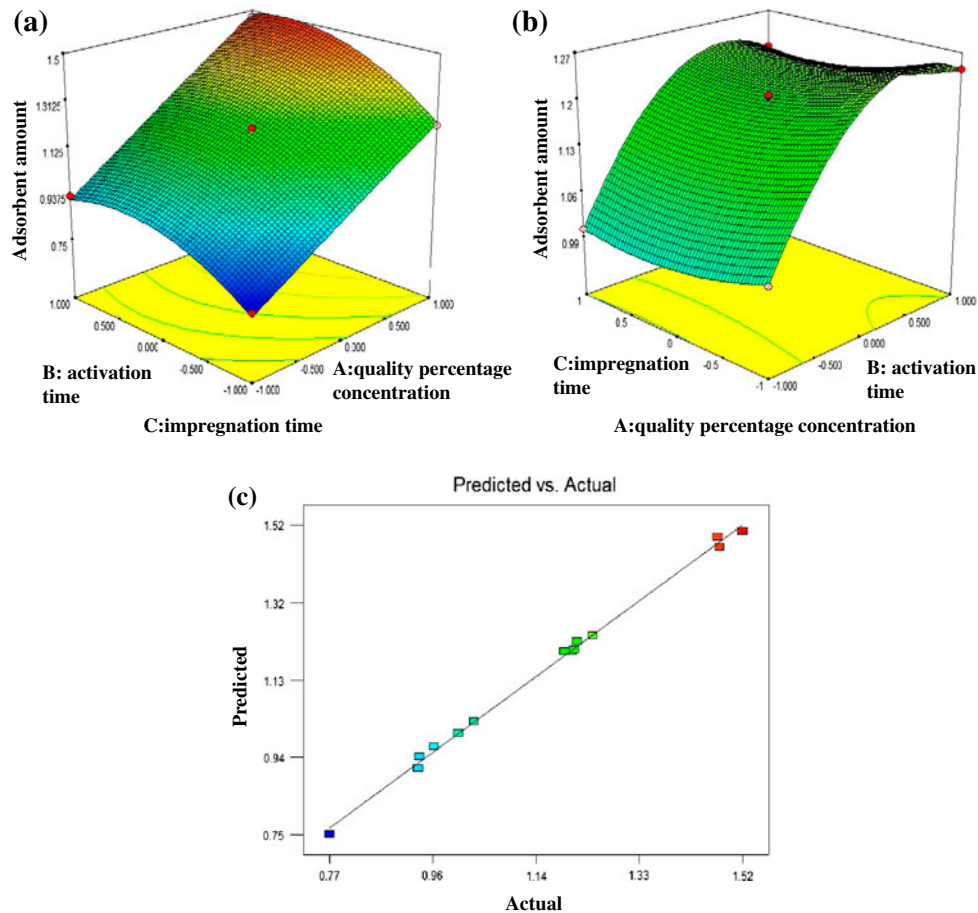 (a)
1.5
1.3125
1.125
0.9375
0.75
Adsorbent amount
1.000
0.500
0.000
-0.500
-1.000
-1.000
-0.500
0.000
0.500
1.000
B: activation
time
A:quality percentage
concentration
C:impregnation time
(b)
1.27
1.2
1.13
1.06
0.99
Adsorbent amount
1
0.5
0
-0.5
-1
-1.000
-0.500
0.000
0.500
1.000
C:impregnation
time
B: activation
time
A:quality percentage concentration
(c)
Predicted vs. Actual
1.52
1.32
1.13
0.94
0.75
Predicted
0.77
0.96
1.14
1.33
1.52
Actual